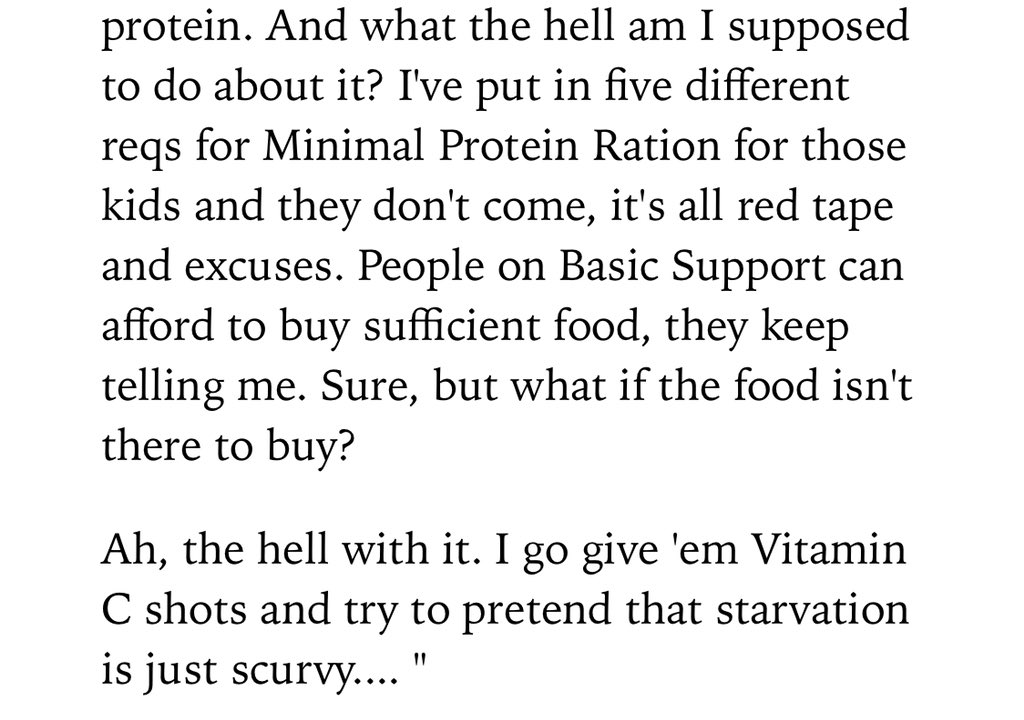 protein. And what the hell am I supposed
to do about it? I've put in five different
reqs for Minimal Protein Ration for those
kids and they don't come, it's all red tape
and excuses. People on Basic Support can
afford to buy sufficient food, they keep
telling me. Sure, but what if the food isn't
there to buy?
Ah, the hell with it. I go give 'em Vitamin
C shots and try to pretend that starvation
is just scurvy.... "